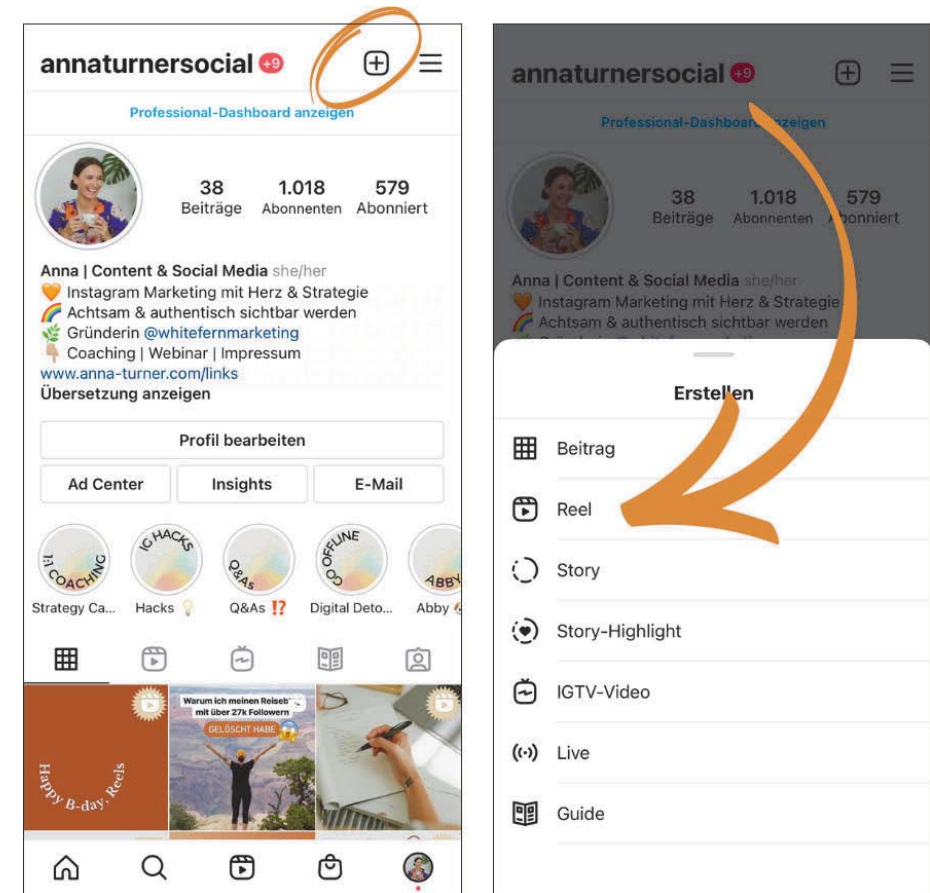 annaturnersocial +9
Professional-Dashboard anzeigen
38 1.018 579
Beiträge Abonnenten Abonniert
Anna | Content & Social Media she/her
🧡 Instagram Marketing mit Herz & Strategie
🌈 Achtsam & authentisch sichtbar werden
🌿 Gründerin @whitefernmarketing
👇🏼 Coaching | Webinar | Impressum
www.anna-turner.com/links
Übersetzung anzeigen
Profil bearbeiten
Ad Center Insights E-Mail
1:1 COACHING IG HACKS Q&As GO OFFLINE ABBY
Strategy Ca... Hacks 💡 Q&As ⁉️ Digital Deto... Abby
Happy B-day, Reels
Warum ich meinen
mit über 27k Followern
GELÖSCHT HABE 😱
annaturnersocial +9
Professional-Dashboard anzeigen
38 1.018 579
Beiträge Abonnenten Abonniert
Anna | Content & Social Media she/her
🧡 Instagram Marketing mit Herz & Strategie
🌈 Achtsam & authentisch sichtbar werden
Erstellen
Beitrag
Reel
Story
Story-Highlight
IGTV-Video
Live
Guide